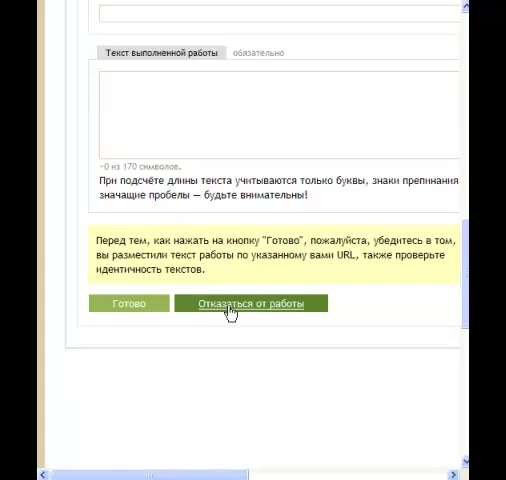 Текст выполненной работы обязательно
~0 из 170 символов.
При подсчёте длины текста учитываются только буквы, знаки препинания
значащие пробелы — будьте внимательны!
Перед тем, как нажать на кнопку "Готово", пожалуйста, убедитесь в том,
вы разместили текст работы по указанному вами URL, также проверьте
идентичность текстов.
Готово Отказаться от работы